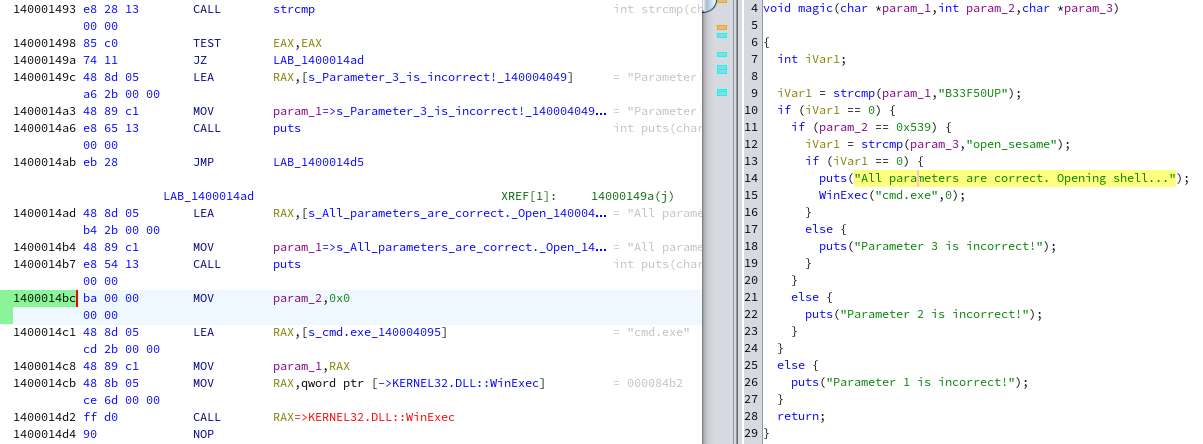 140001493 e8 28 13 CALL strcmp int strcmp(c
00 00
140001498 85 c0 TEST EAX,EAX
14000149a 74 11 JZ LAB_1400014ad
14000149c 48 8d 05 LEA RAX,[s_Parameter_3_is_incorrect!_140004049] = "Parameter
a6 2b 00 00
1400014a3 48 89 c1 MOV param_1=>s_Parameter_3_is_incorrect!_140004049... = "Parameter
1400014a6 e8 65 13 CALL puts int puts(char
00 00
1400014ab eb 28 JMP LAB_1400014d5
LAB_1400014ad XREF[1]: 14000149a(j)
1400014ad 48 8d 05 LEA RAX,[s_All_parameters_are_correct._Open_140004... = "All parame
b4 2b 00 00
1400014b4 48 89 c1 MOV param_1=>s_All_parameters_are_correct._Open_14... = "All parame
1400014b7 e8 54 13 CALL puts int puts(char
00 00
1400014bc ba 00 00 MOV param_2,0x0
00 00
1400014c1 48 8d 05 LEA RAX,[s_cmd.exe_140004095] = "cmd.exe"
cd 2b 00 00
1400014c8 48 89 c1 MOV param_1,RAX
1400014cb 48 8b 05 MOV RAX,qword ptr [->KERNEL32.DLL::WinExec] = 000084b2
ce 6d 00 00
1400014d2 ff d0 CALL RAX=>KERNEL32.DLL::WinExec
1400014d4 90 NOP
4 void magic(char *param_1,int param_2,char *param_3)
5
6 {
7 int iVar1;
8
9 iVar1 = strcmp(param_1,"B33F50UP");
10 if (iVar1 == 0) {
11 if (param_2 == 0x539) {
12 iVar1 = strcmp(param_3,"open_sesame");
13 if (iVar1 == 0) {
14 puts("All parameters are correct. Opening shell...");
15 WinExec("cmd.exe",0);
16 }
17 else {
18 puts("Parameter 3 is incorrect!");
19 }
20 }
21 else {
22 puts("Parameter 2 is incorrect!");
23 }
24 }
25 else {
26 puts("Parameter 1 is incorrect!");
27 }
28 return;
29 }